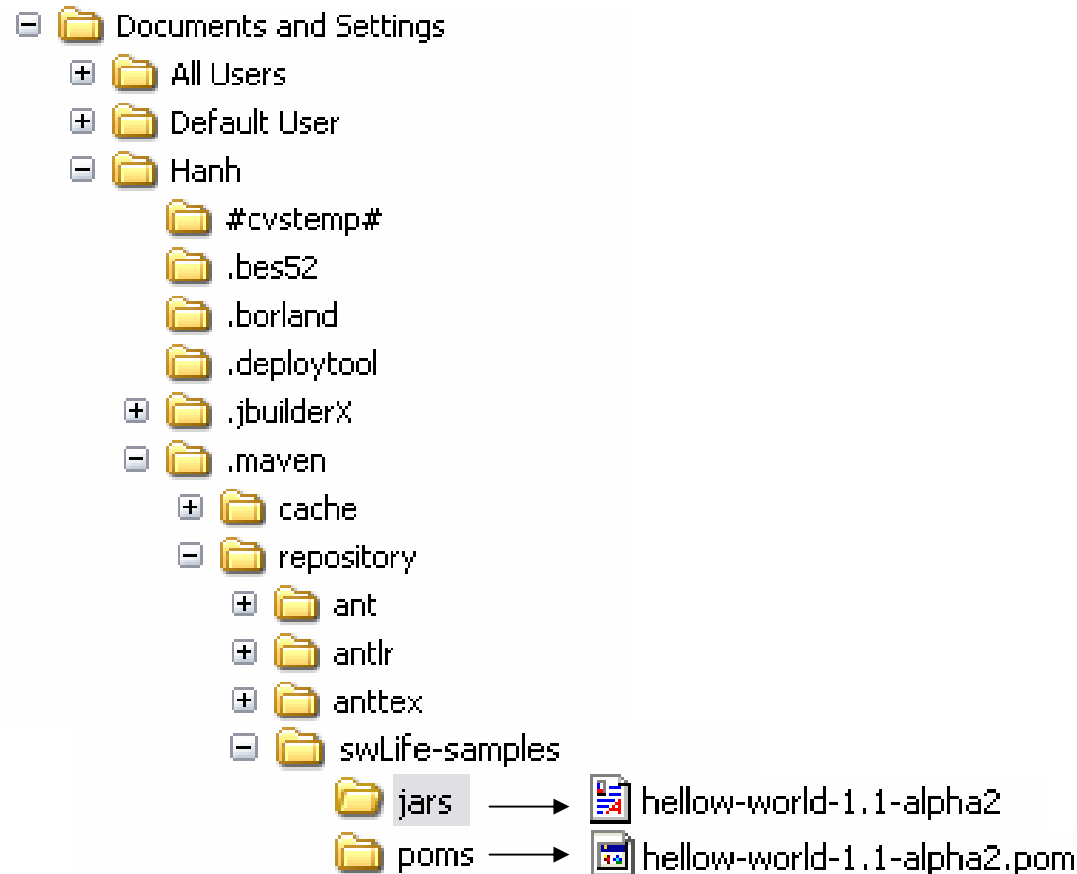 Documents and Settings
All Users
Default User
Hanh
#cvstemp#
.bes52
.borland
.deploytool
.jbuilderX
.maven
cache
repository
ant
antlr
anttex
swLife-samples
jars hellow-world-1.1-alpha2
poms hellow-world-1.1-alpha2.pom